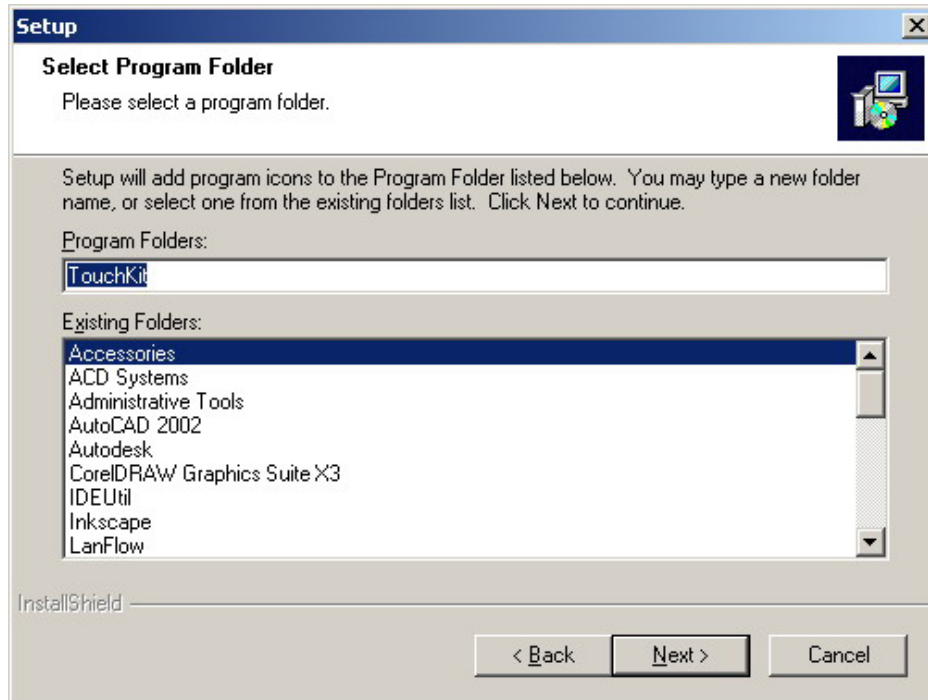 Setup
Select Program Folder
Please select a program folder.
Setup will add program icons to the Program Folder listed below.  You may type a new folder
name, or select one from the existing folders list.  Click Next to continue.
Program Folders:
TouchKit
Existing Folders:
Accessories
ACD Systems
Administrative Tools
AutoCAD 2002
Autodesk
CorelDRAW Graphics Suite X3
IDEUtil
Inkscape
LanFlow
InstallShield
< Back Next > Cancel